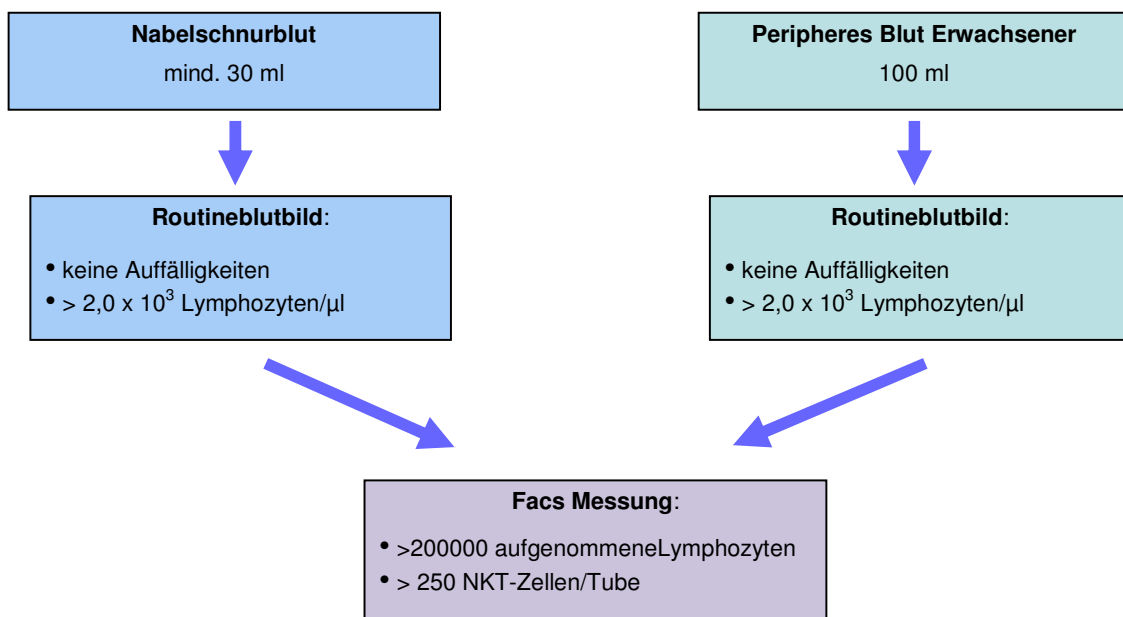 Nabelschnurblut
mind. 30 ml
Peripheres Blut Erwachsener
100 ml
Routineblutbild:
• keine Auffälligkeiten
• > 2,0 x 10³ Lymphozyten/µl
Routineblutbild:
• keine Auffälligkeiten
• > 2,0 x 10³ Lymphozyten/µl
Facs Messung:
• >200000 aufgenommeneLymphozyten
• > 250 NKT-Zellen/Tube